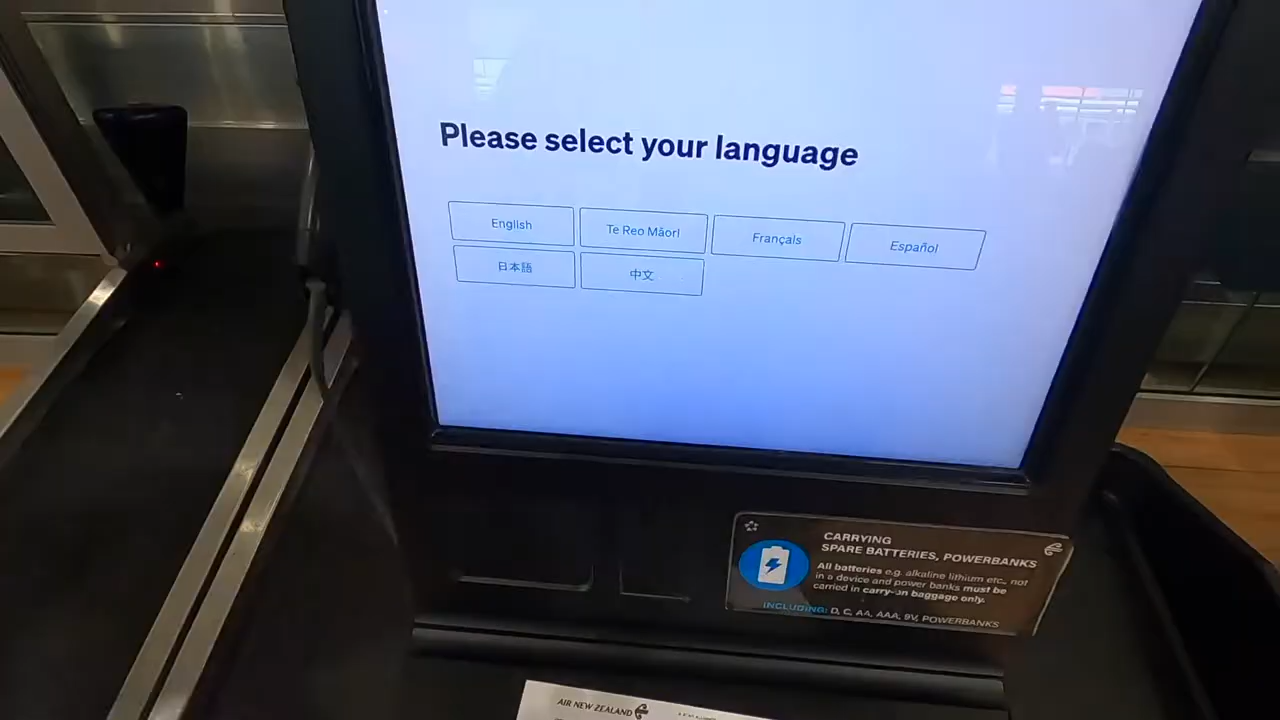 Please select your language
English
Te Reo Māori
Français
Español
日本語
中文
CARRYING
SPARE BATTERIES, POWERBANKS
All batteries e.g. alkaline lithium etc., not
in a device and power banks must be
carried in carry-on baggage only.
INCLUDING: D, C, AA, AAA, 9V, POWERBANKS
AIR NEW ZEALAND